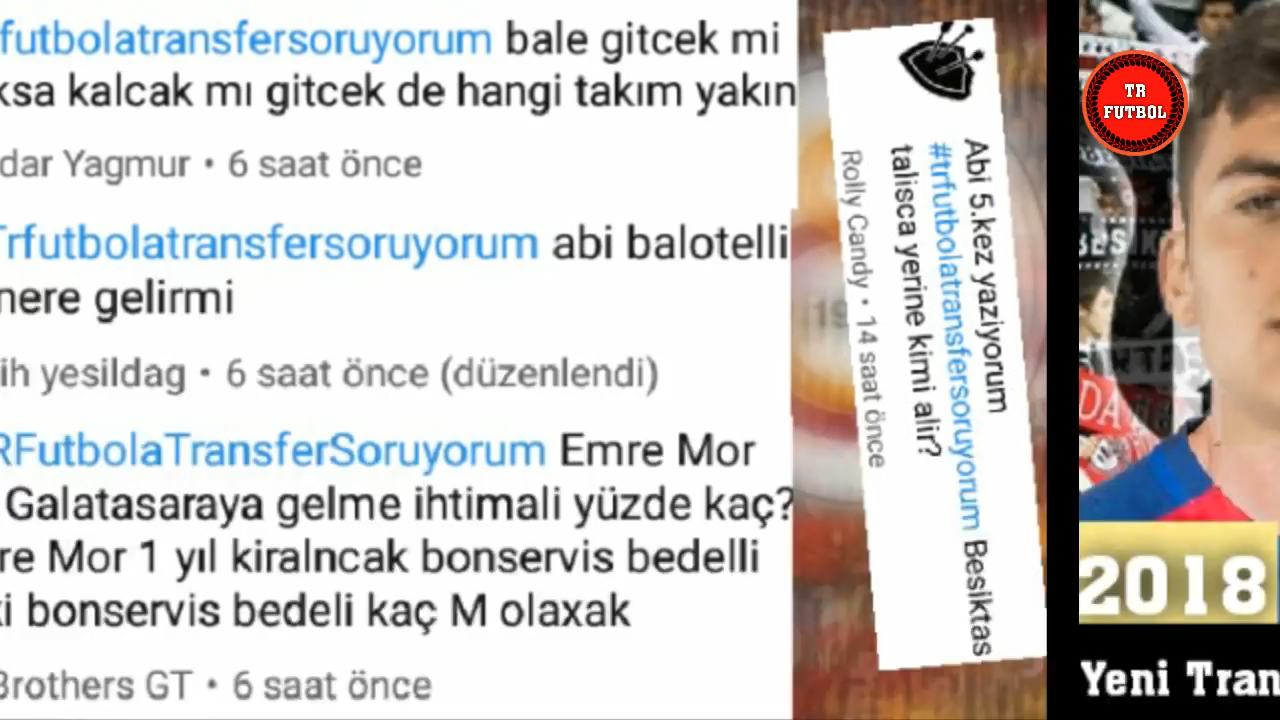 futbolatransfersoruyorum bale gitcek mi
ksa kalcak mı gitcek de hangi takım yakın
dar Yagmur • 6 saat önce
Trfutbolatransfersoruyorum abi balotelli
nere gelirmi
ih yesildag • 6 saat önce (düzenlendi)
RFutbolaTransferSoruyorum Emre Mor
Galatasaraya gelme ihtimali yüzde kaç?
re Mor 1 yıl kiralncak bonservis bedelli
ki bonservis bedeli kaç M olaxak
Brothers GT • 6 saat önce
Abi 5.kez yaziyorum
#trfutbolatransfersoruyorum Besiktas
talisca yerine kimi alir?
Rolly Candy • 14 saat önce
TR
FUTBOL
2018
Yeni Tran